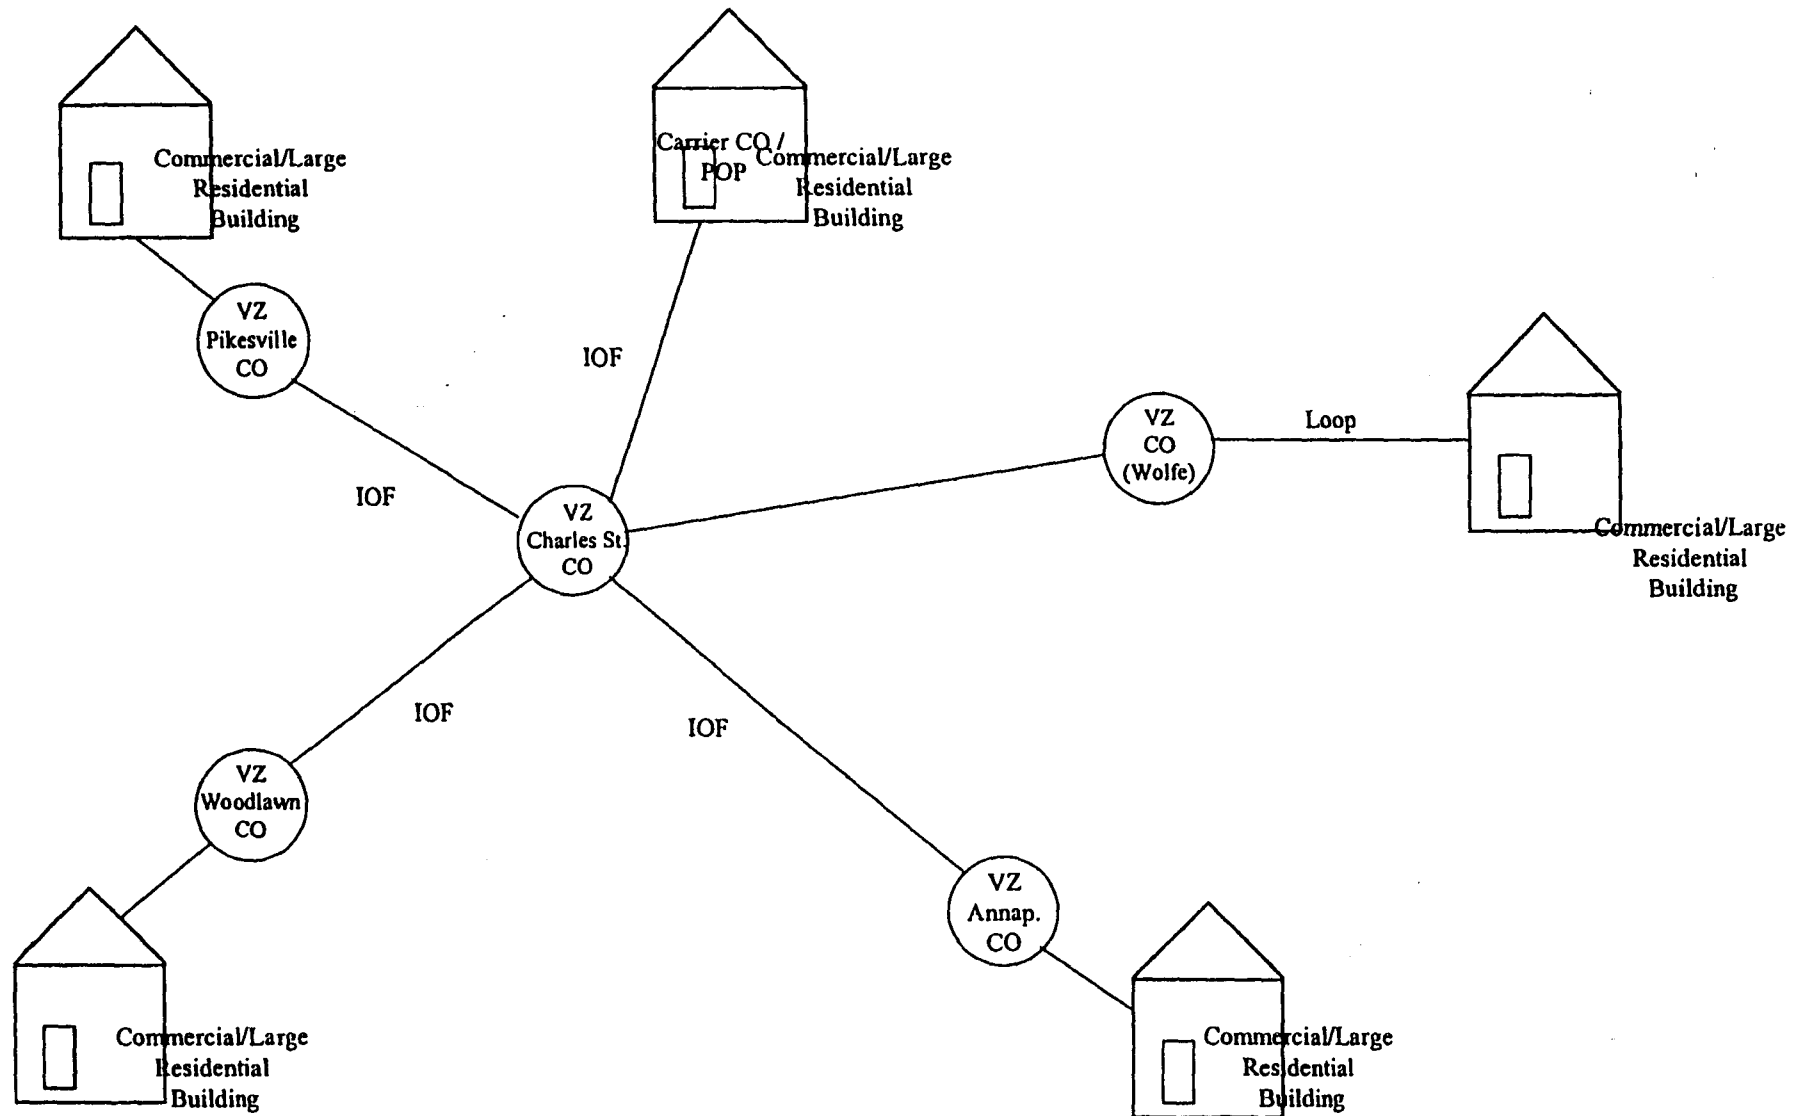 Commercial/Large
Residential
Building
Carrier CO /
POP
Commercial/Large
Residential
Building
VZ
Pikesville
CO
IOF
VZ
CO
(Wolfe)
Loop
Commercial/Large
Residential
Building
IOF
VZ
Charles St.
CO
IOF
IOF
VZ
Woodlawn
CO
VZ
Annap.
CO
Commercial/Large
Residential
Building
Commercial/Large
Residential
Building